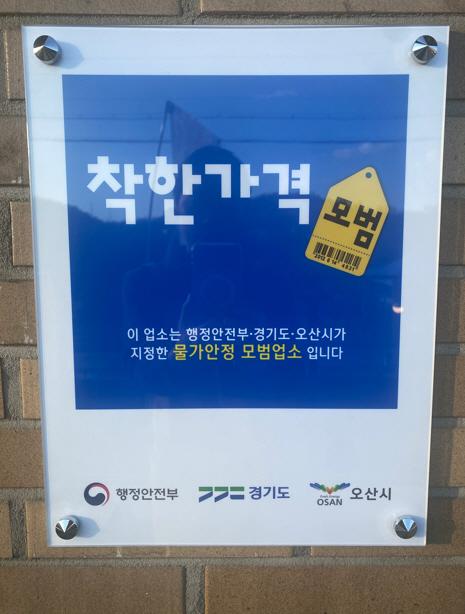 착한가격
모범
이 업소는 행정안전부·경기도·오산시가
지정한 물가안정 모범업소 입니다
행정안전부
경기도
OSAN
오산시